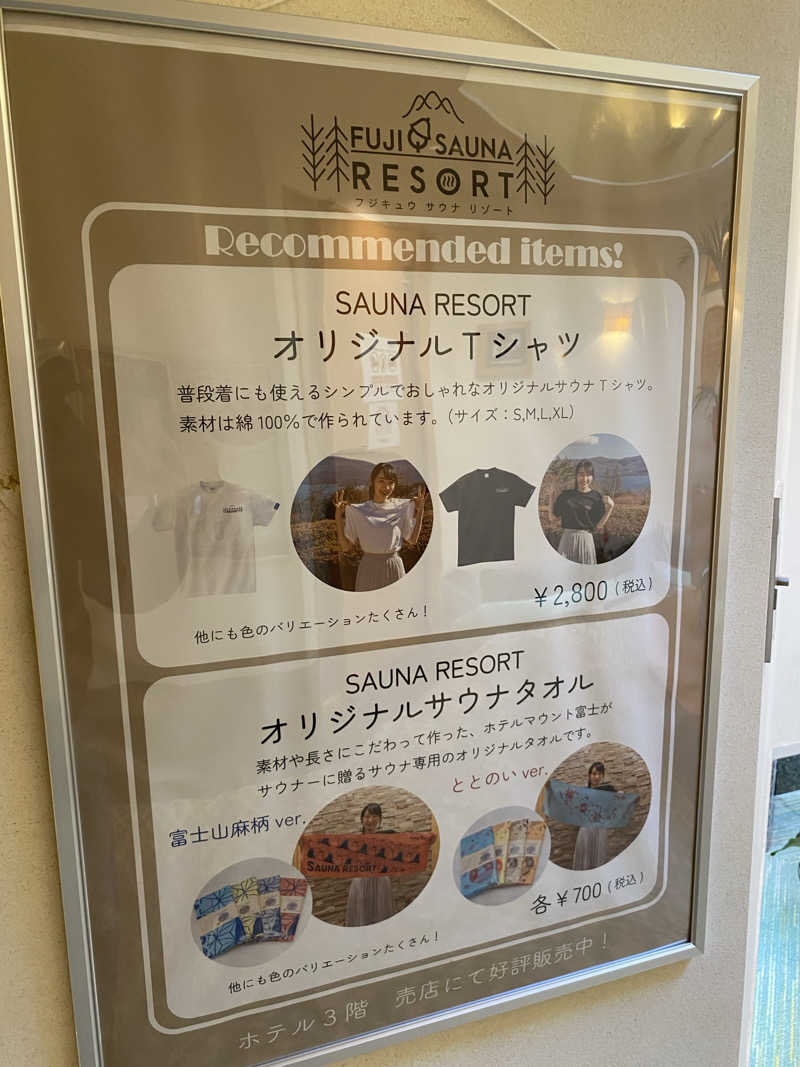 FUJIQ SAUNA
RESORT
フジキュウ サウナ リゾート
Recommended items!
SAUNA RESORT
オリジナルTシャツ
普段着にも使えるシンプルでおしゃれなオリジナルサウナTシャツ。
素材は綿100%で作られています。（サイズ：S,M,L,XL）
¥2,800（税込）
他にも色のバリエーションたくさん！
SAUNA RESORT
オリジナルサウナタオル
素材や長さにこだわって作った、ホテルマウント富士が
サウナーに贈るサウナ専用のオリジナルタオルです。
ととのい ver.
富士山麻柄 ver.
SAUNA RESORT
各¥700（税込）
他にも色のバリエーションたくさん！
ホテル3階 売店にて好評販売中！